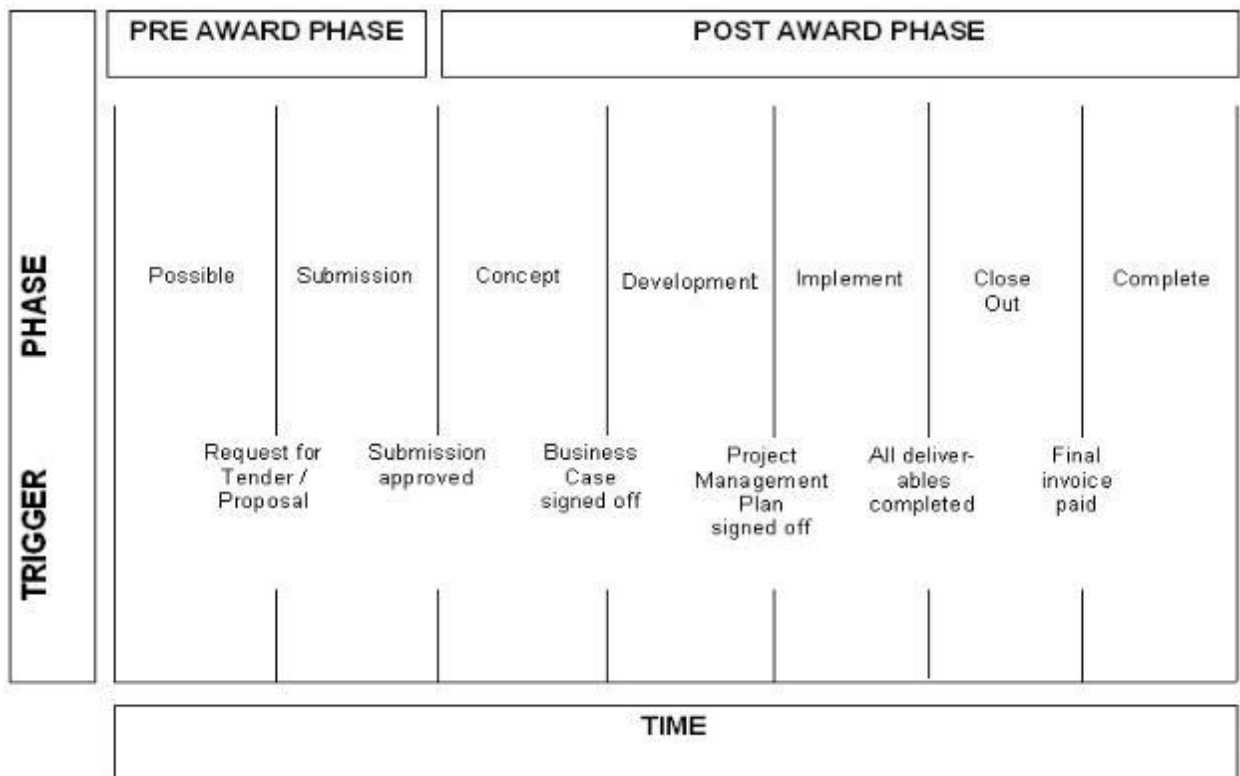 PRE AWARD PHASE
POST AWARD PHASE
PHASE
Possible
Submission
Concept
Development
Implement
Close
Out
Complete
TRIGGER
Request for
Tender /
Proposal
Submission
approved
Business
Case
signed off
Project
Management
Plan
signed off
All deliver-
ables
completed
Final
invoice
paid
TIME